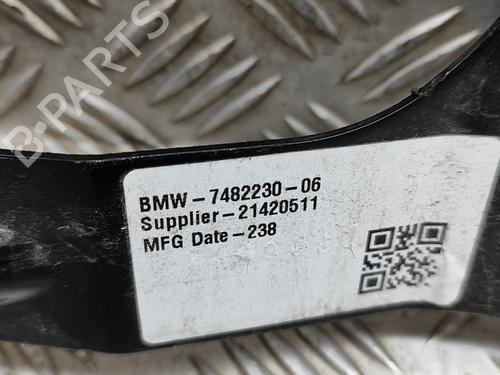 B-PARTS
BMW-7482230-06
Supplier-21420511
MFG Date-238